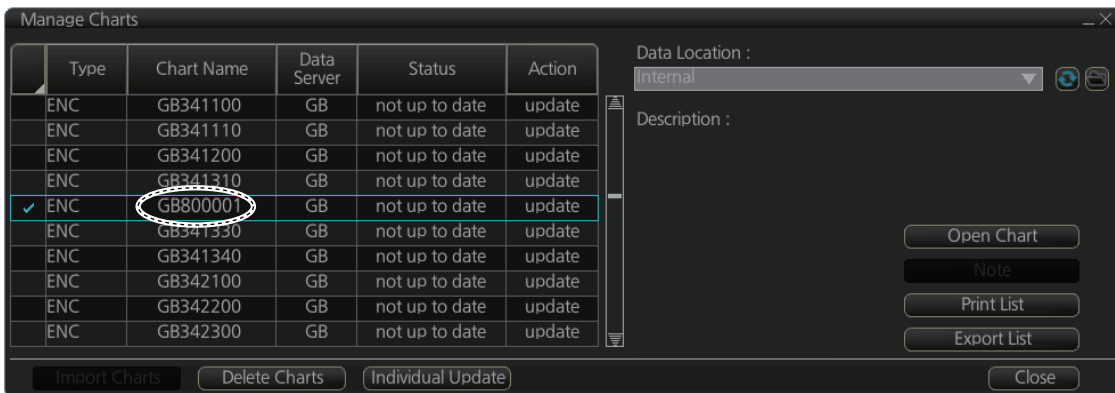 Manage Charts
Type Chart Name Data Server Status Action
ENC GB341100 GB not up to date update
ENC GB341110 GB not up to date update
ENC GB341200 GB not up to date update
ENC GB341310 GB not up to date update
ENC GB800001 GB not up to date update
ENC GB341330 GB not up to date update
ENC GB341340 GB not up to date update
ENC GB342100 GB not up to date update
ENC GB342200 GB not up to date update
ENC GB342300 GB not up to date update
Data Location :
Internal
Description :
Open Chart
Note
Print List
Export List
Import Charts Delete Charts Individual Update Close